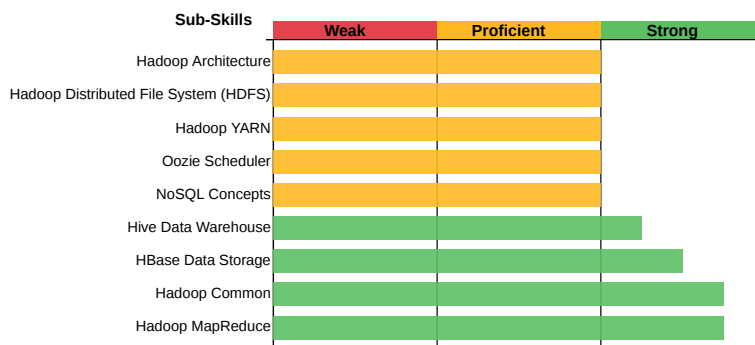 Sub-Skills
Weak Proficient Strong
Hadoop Architecture
Hadoop Distributed File System (HDFS)
Hadoop YARN
Oozie Scheduler
NoSQL Concepts
Hive Data Warehouse
HBase Data Storage
Hadoop Common
Hadoop MapReduce